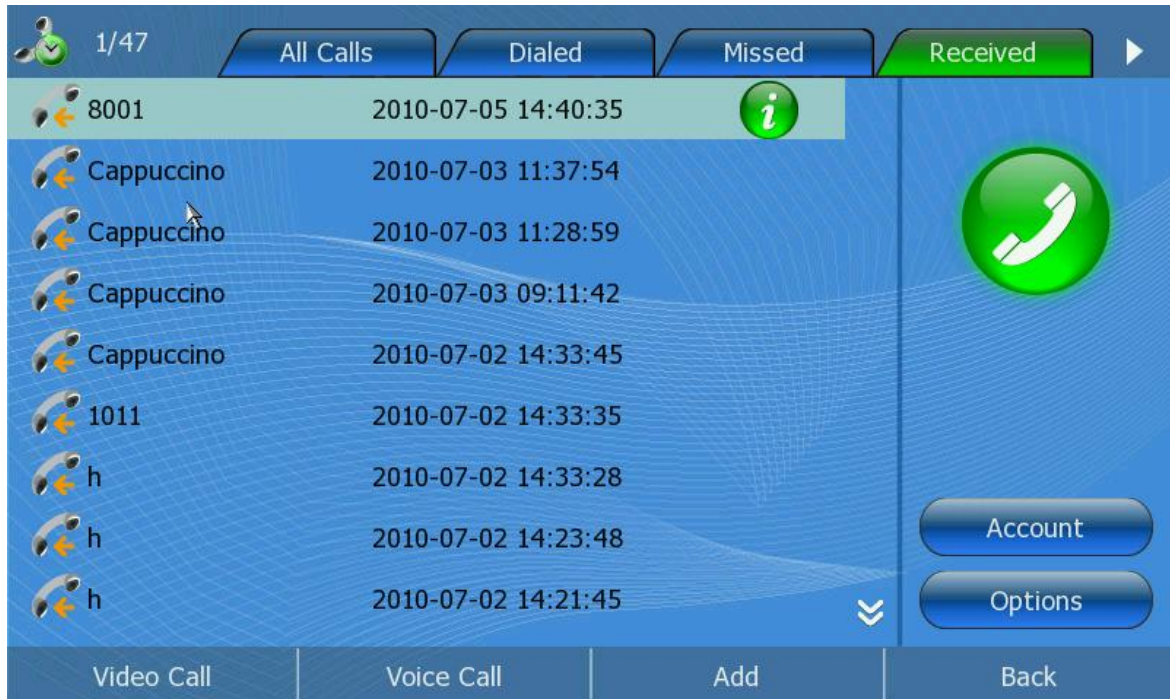 1/47 All Calls Dialed Missed Received
8001 2010-07-05 14:40:35 i
Cappuccino 2010-07-03 11:37:54
Cappuccino 2010-07-03 11:28:59
Cappuccino 2010-07-03 09:11:42
Cappuccino 2010-07-02 14:33:45
1011 2010-07-02 14:33:35
h 2010-07-02 14:33:28
h 2010-07-02 14:23:48
Account
h 2010-07-02 14:21:45
Options
Video Call Voice Call Add Back